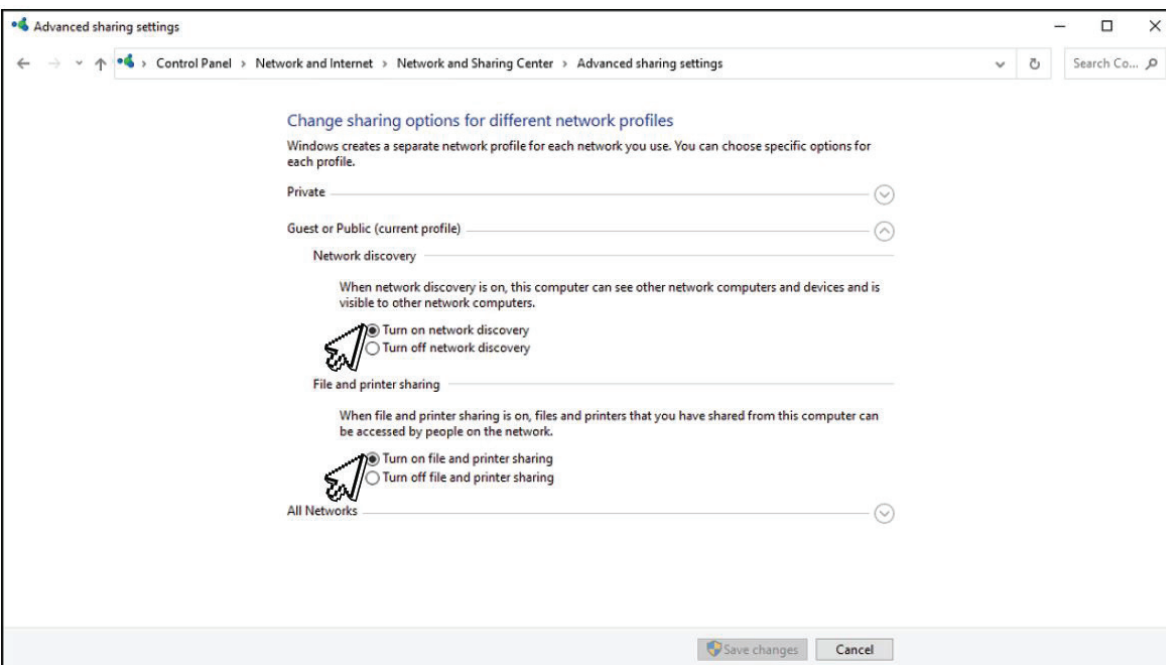 Advanced sharing settings
Control Panel › Network and Internet › Network and Sharing Center › Advanced sharing settings
Search Co...
Change sharing options for different network profiles
Windows creates a separate network profile for each network you use. You can choose specific options for
each profile.
Private
Guest or Public (current profile)
Network discovery
When network discovery is on, this computer can see other network computers and devices and is
visible to other network computers.
Turn on network discovery
Turn off network discovery
File and printer sharing
When file and printer sharing is on, files and printers that you have shared from this computer can
be accessed by people on the network.
Turn on file and printer sharing
Turn off file and printer sharing
All Networks
Save changes
Cancel